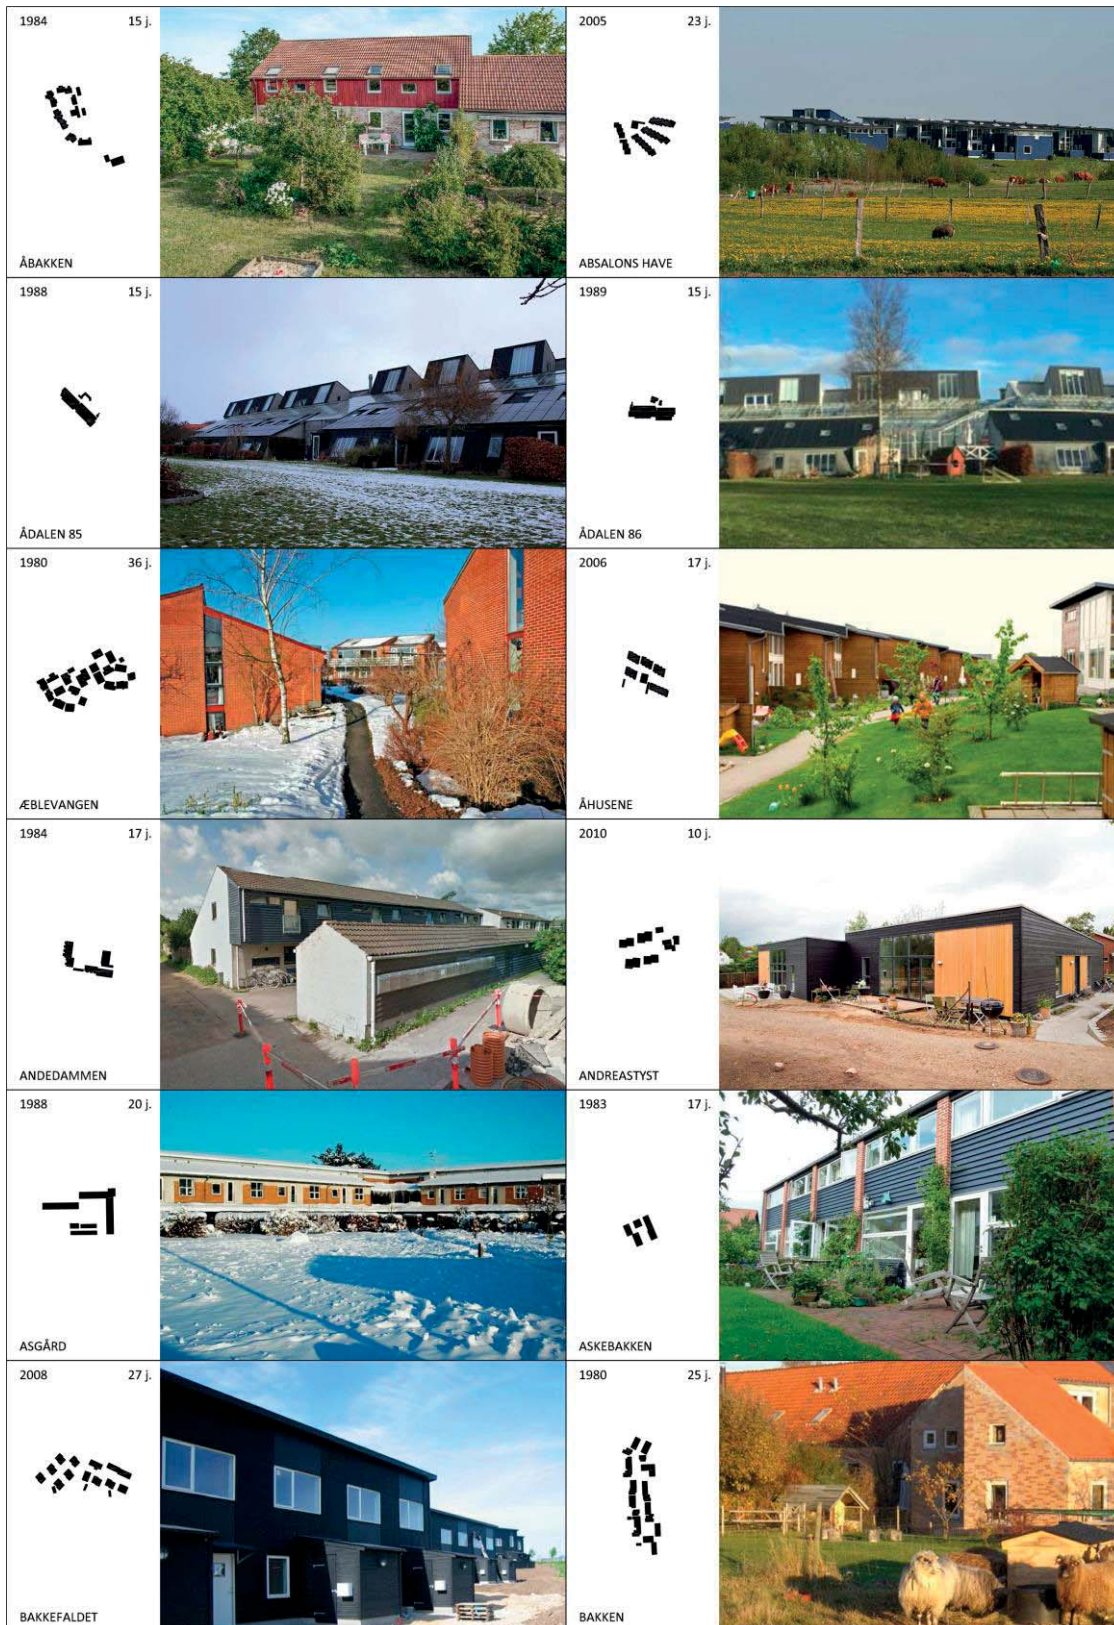 1984 15 j.
ÅBAKKEN
2005 23 j.
ABSALONS HAVE
1988 15 j.
ÅDALEN 85
1989 15 j.
ÅDALEN 86
1980 36 j.
ÆBLEVANGEN
2006 17 j.
ÅHUSENE
1984 17 j.
ANDEDAMMEN
2010 10 j.
ANDREASTYST
1988 20 j.
ASGÅRD
1983 17 j.
ASKEBAKKEN
2008 27 j.
BAKKEFALDET
1980 25 j.
BAKKEN